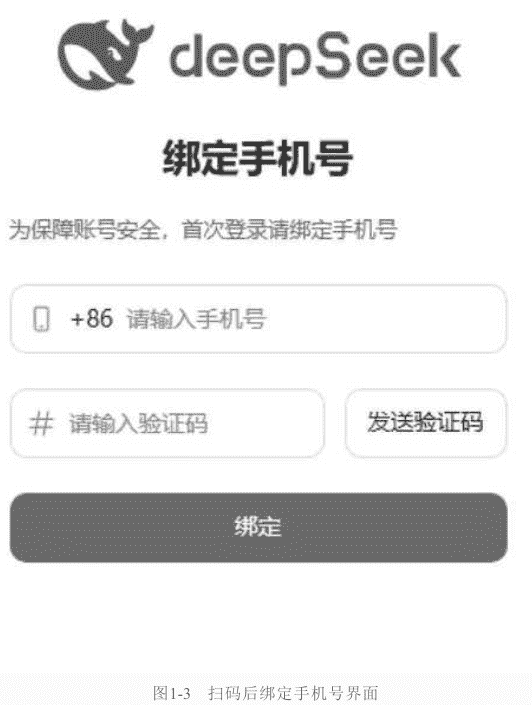 deepSeek
绑定手机号
为保障账号安全，首次登录请绑定手机号
+86 请输入手机号
# 请输入验证码 发送验证码
绑定
图1-3 扫码后绑定手机号界面